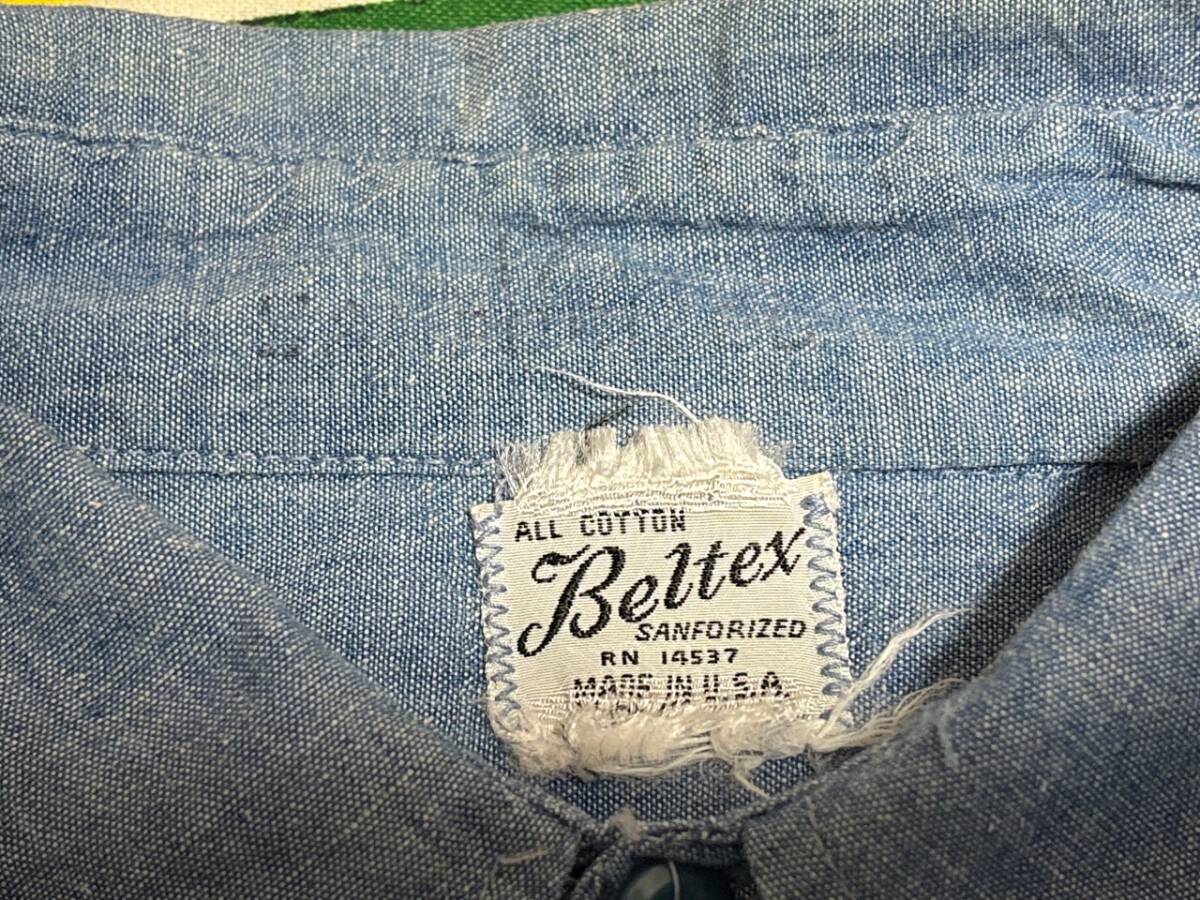 ALL COTTON
Beltex
SANFORIZED
RN 14537
MADE IN U.S.A.